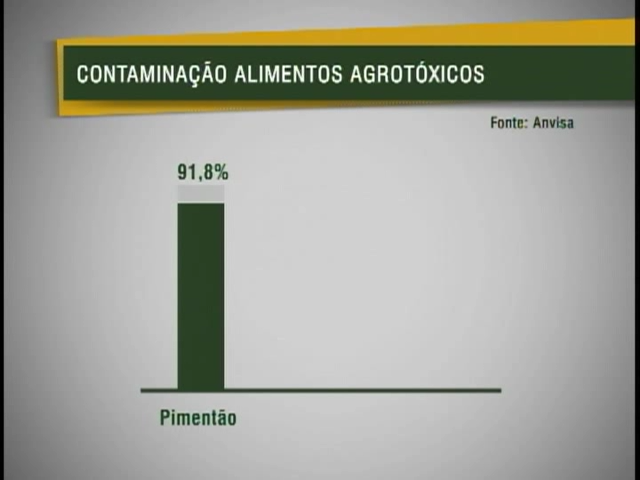 CONTAMINAÇÃO ALIMENTOS AGROTÓXICOS
Fonte: Anvisa
91,8%
Pimentão